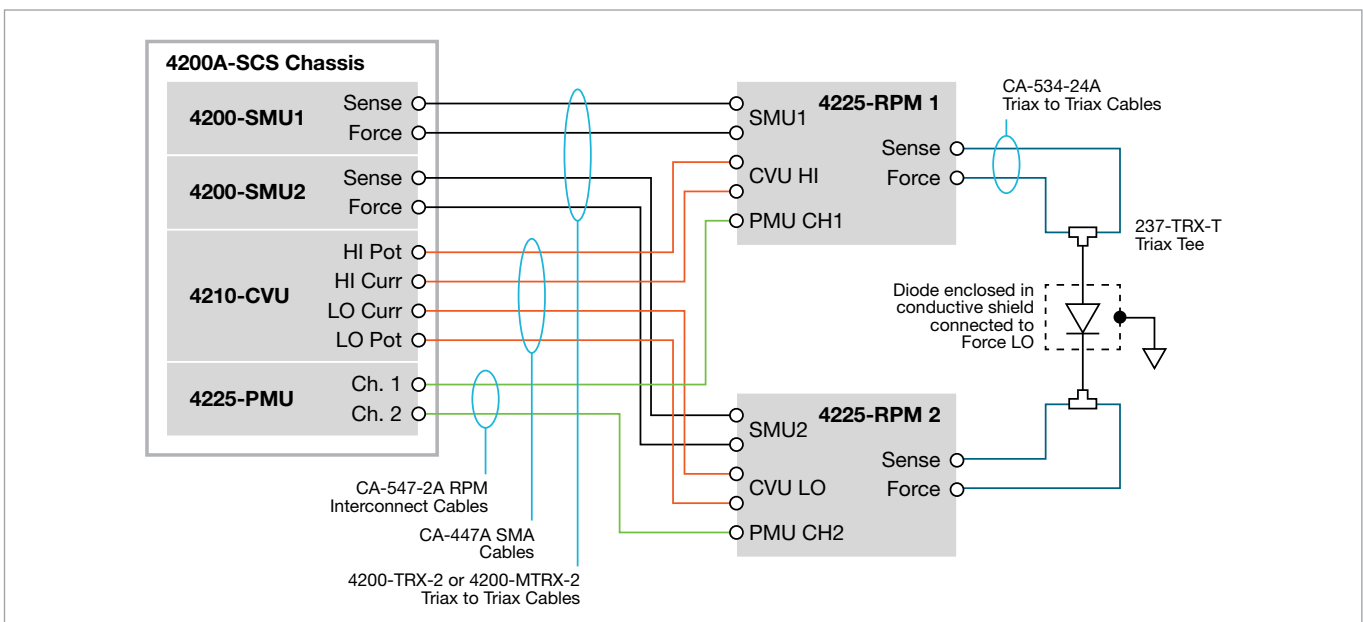 4200A-SCS Chassis
4200-SMU1
Sense
Force
4200-SMU2
Sense
Force
4210-CVU
HI Pot
HI Curr
LO Curr
LO Pot
4225-PMU
Ch. 1
Ch. 2
CA-547-2A RPM
Interconnect Cables
CA-447A SMA
Cables
4200-TRX-2 or 4200-MTRX-2
Triax to Triax Cables
4225-RPM 1
SMU1
CVU HI
PMU CH1
Sense
Force
CA-534-24A
Triax to Triax Cables
237-TRX-T
Triax Tee
Diode enclosed in
conductive shield
connected to
Force LO
4225-RPM 2
SMU2
CVU LO
PMU CH2
Sense
Force